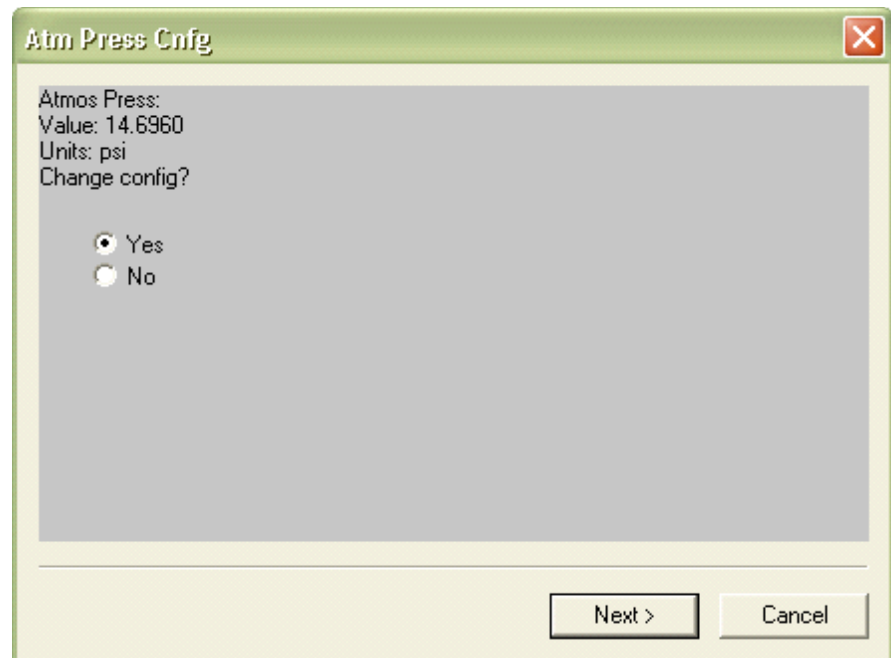 Atm Press Cnfg
Atmos Press:
Value: 14.6960
Units: psi
Change config?
Yes
No
Next >
Cancel